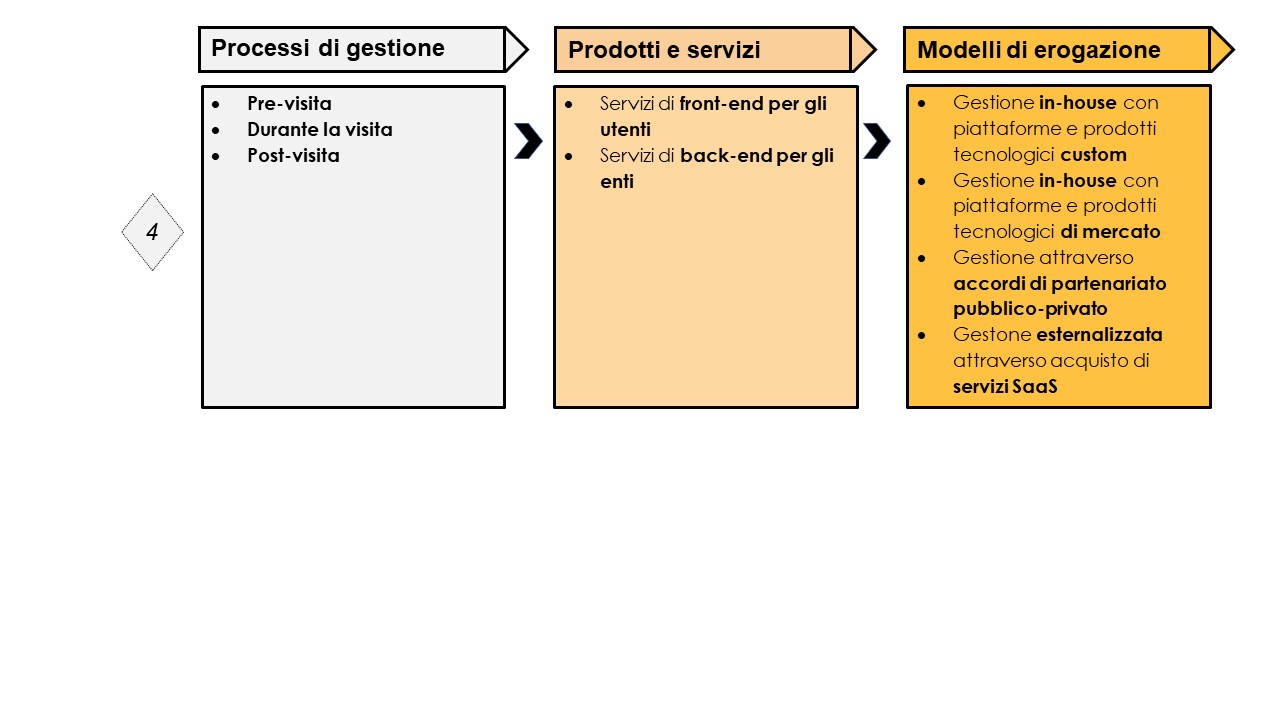 Processi di gestione
Prodotti e servizi
Modelli di erogazione
4
• Pre-visita
• Durante la visita
• Post-visita
• Servizi di front-end per gli
utenti
• Servizi di back-end per gli
enti
• Gestione in-house con
piattaforme e prodotti
tecnologici custom
• Gestione in-house con
piattaforme e prodotti
tecnologici di mercato
• Gestione attraverso
accordi di partenariato
pubblico-privato
• Gestone esternalizzata
attraverso acquisto di
servizi SaaS